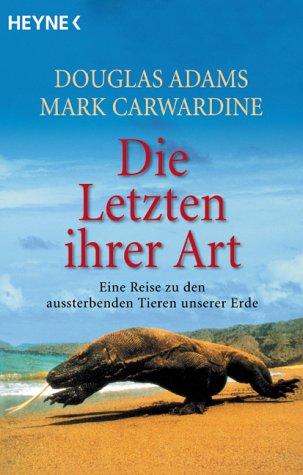 HEYNE<
DOUGLAS ADAMS
MARK CARWARDINE
Die
Letzten
ihrer Art
Eine Reise zu den
aussterbenden Tieren unserer Erde